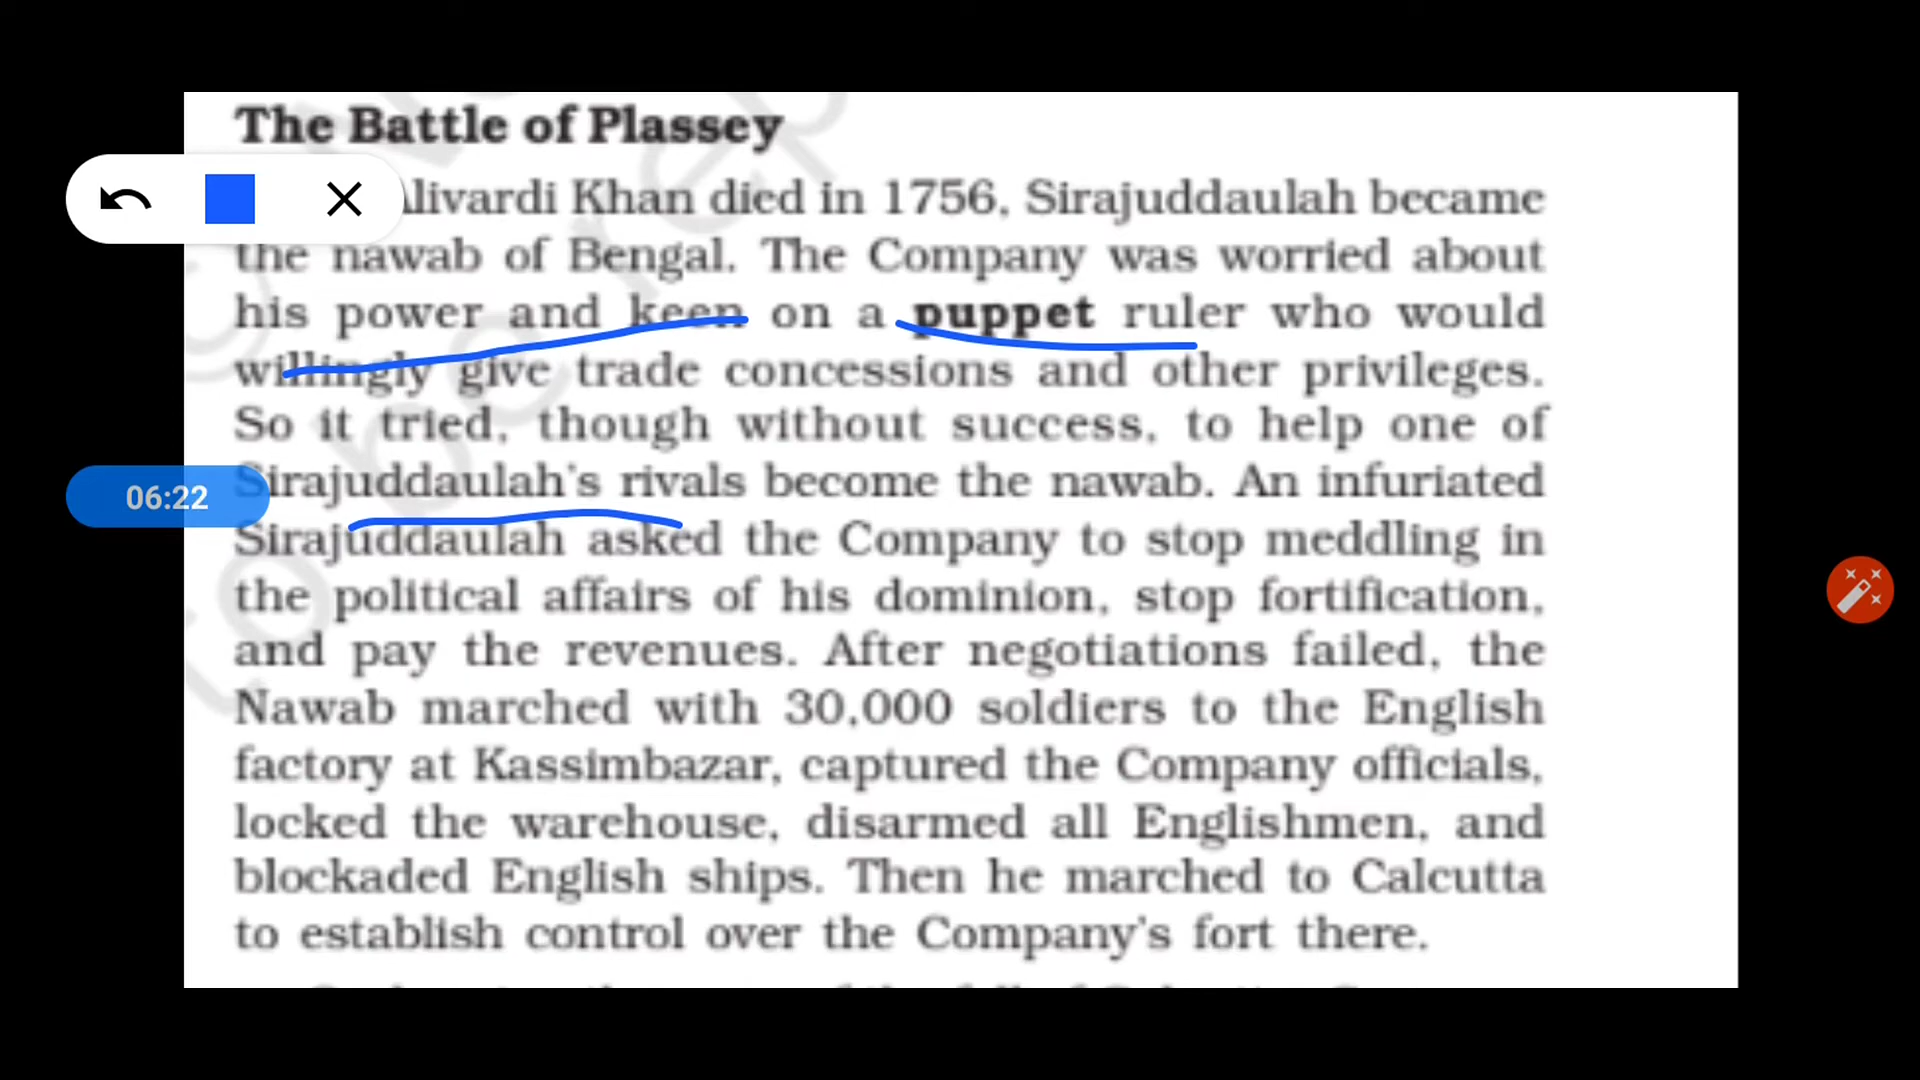 The Battle of Plassey
Alivardi Khan died in 1756, Sirajuddaulah became
the nawab of Bengal. The Company was worried about
his power and keen on a puppet ruler who would
willingly give trade concessions and other privileges.
So it tried, though without success, to help one of
Sirajuddaulah's rivals become the nawab. An infuriated
06:22
Sirajuddaulah asked the Company to stop meddling in
the political affairs of his dominion, stop fortification,
and pay the revenues. After negotiations failed, the
Nawab marched with 30,000 soldiers to the English
factory at Kassimbazar, captured the Company officials,
locked the warehouse, disarmed all Englishmen, and
blockaded English ships. Then he marched to Calcutta
to establish control over the Company's fort there.